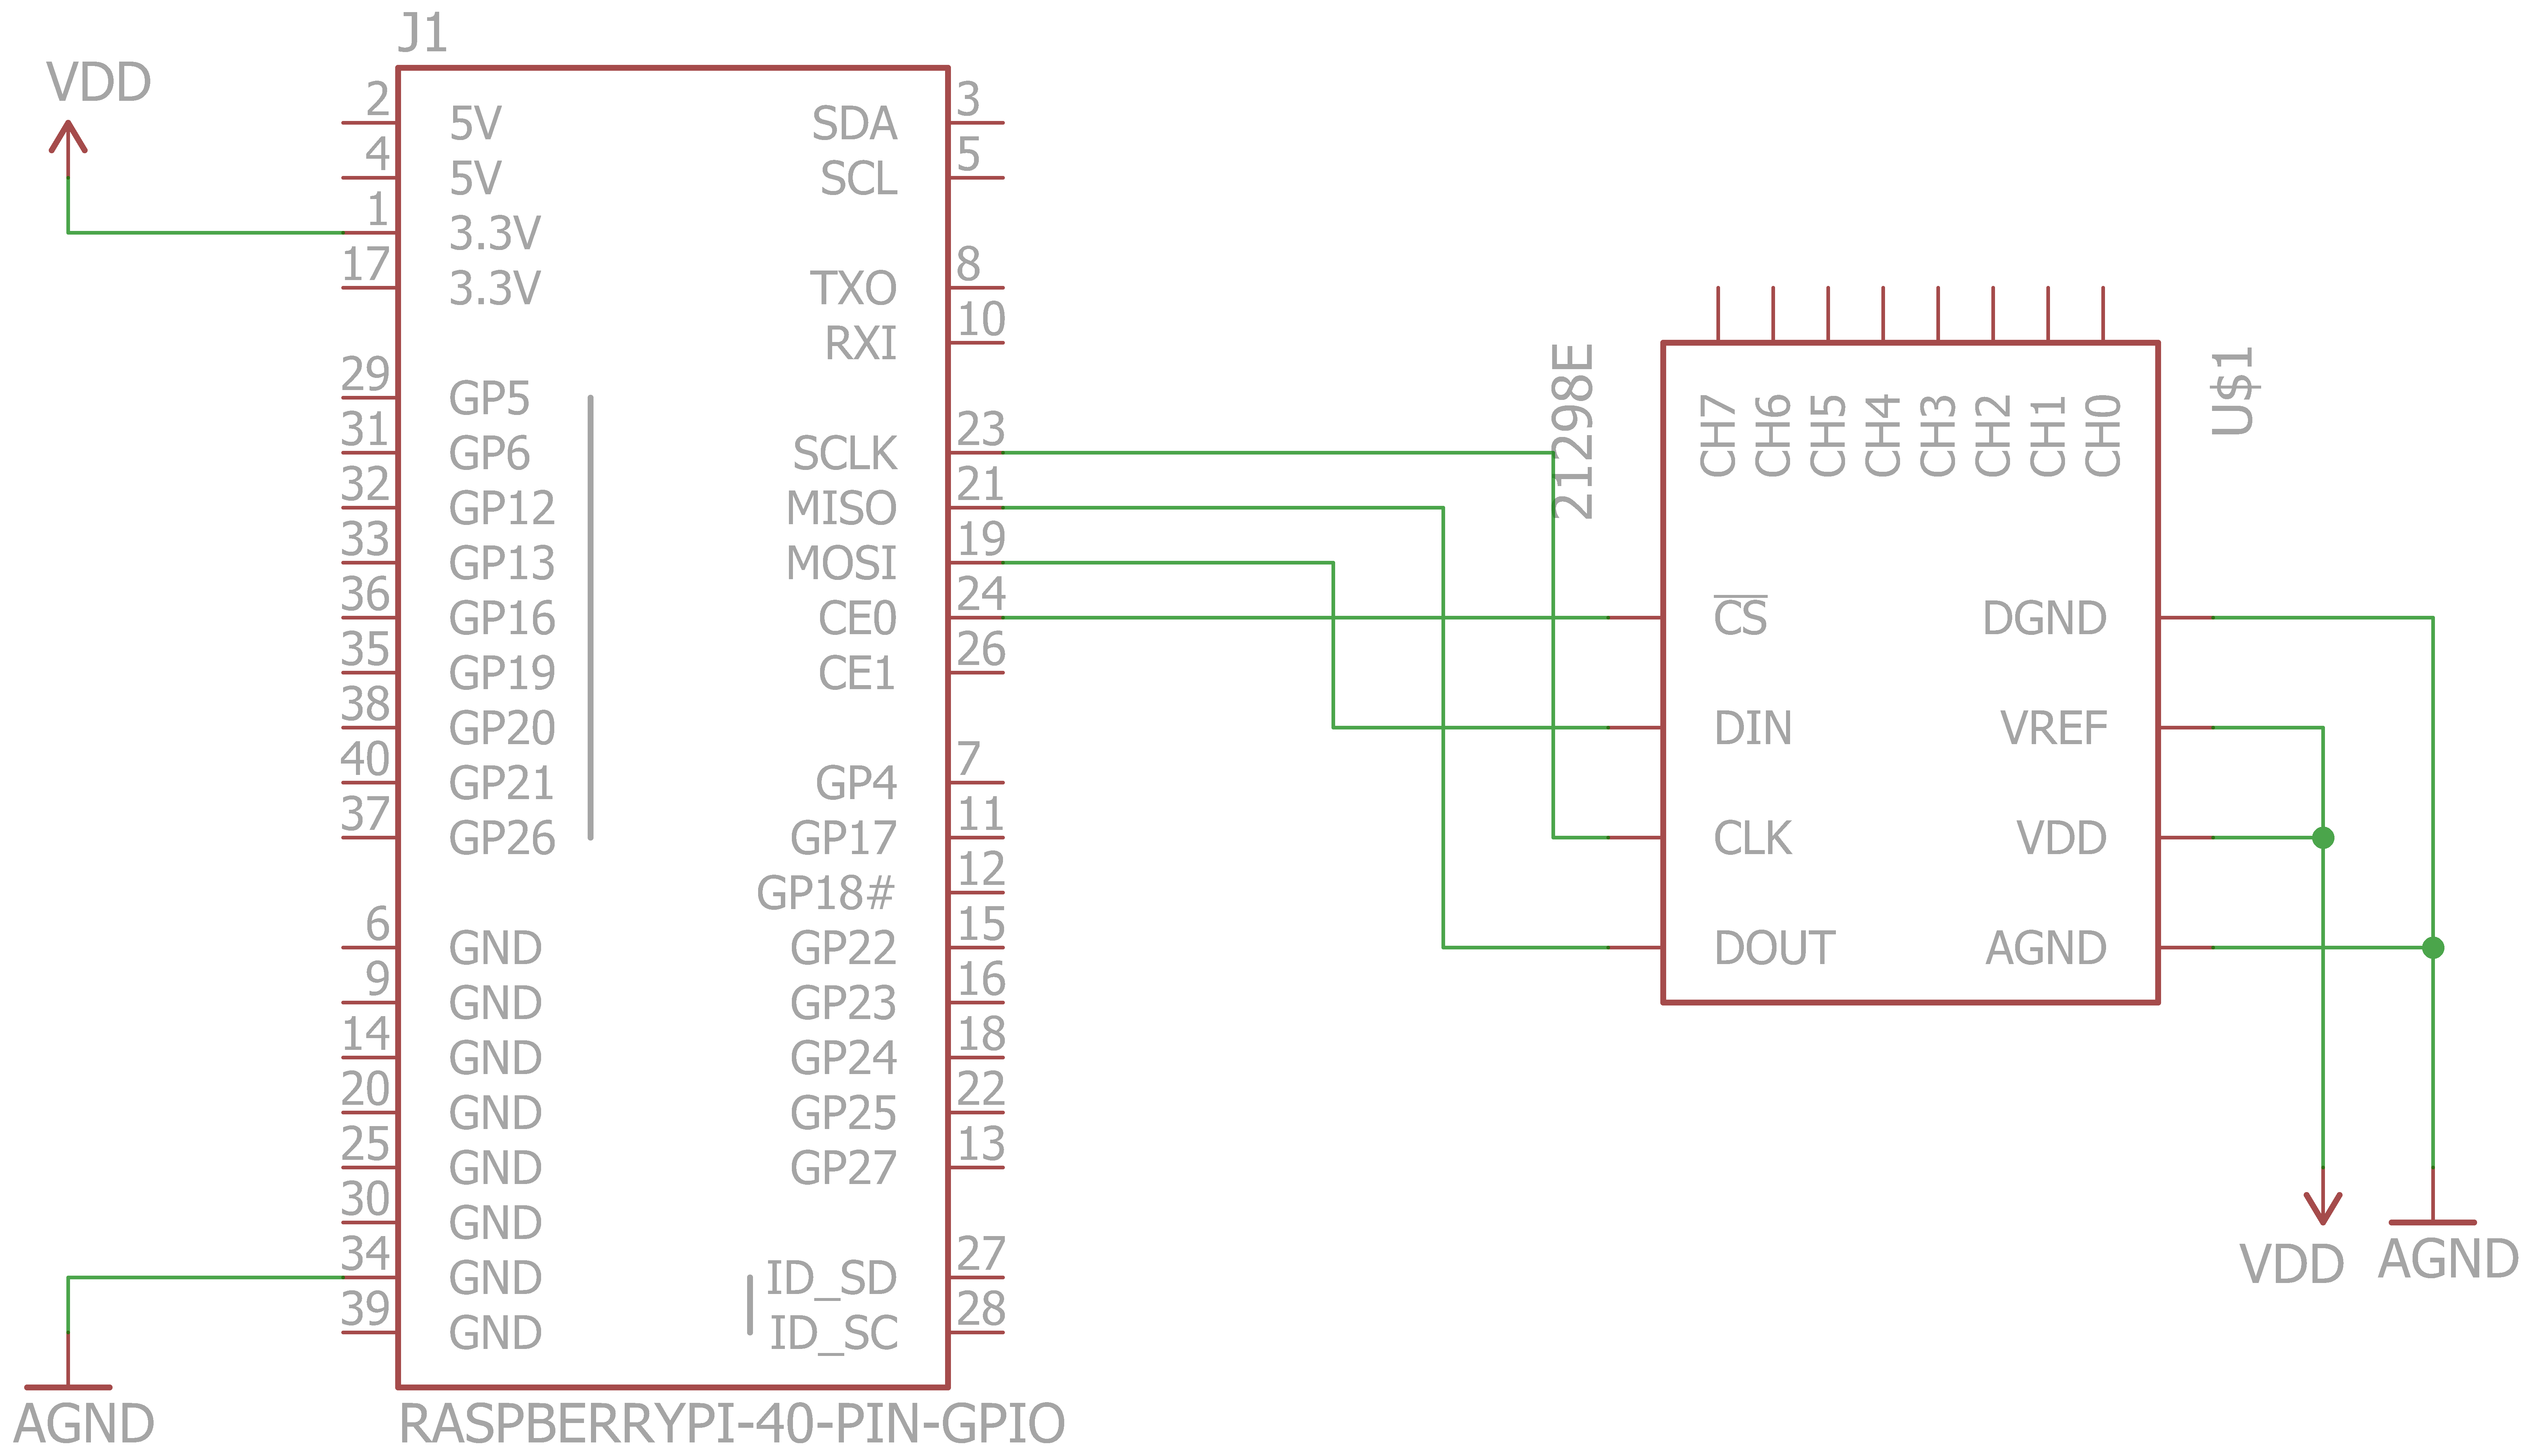 J1
VDD
2 5V SDA 3
4 5V SCL 5
1 3.3V
17 3.3V TXO 8
RXI 10
29 GP5
31 GP6 SCLK 23
32 GP12 MISO 21
33 GP13 MOSI 19
36 GP16 CE0 24
35 GP19 CE1 26
38 GP20
40 GP21 GP4 7
37 GP26 GP17 11
GP18# 12
6 GND GP22 15
9 GND GP23 16
14 GND GP24 18
20 GND GP25 22
25 GND GP27 13
30 GND
34 GND ID_SD 27
39 GND ID_SC 28
AGND
RASPBERRYPI-40-PIN-GPIO
21298E
U$1
CH7 CH6 CH5 CH4 CH3 CH2 CH1 CH0
CS DGND
DIN VREF
CLK VDD
DOUT AGND
VDD AGND